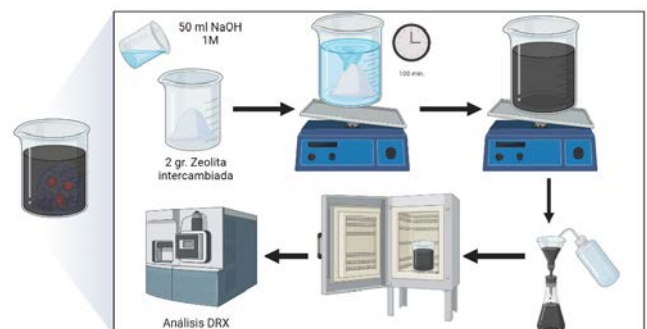 50 ml NaOH
1M
100 min.
2 gr. Zeolita
intercambiada
Análisis DRX